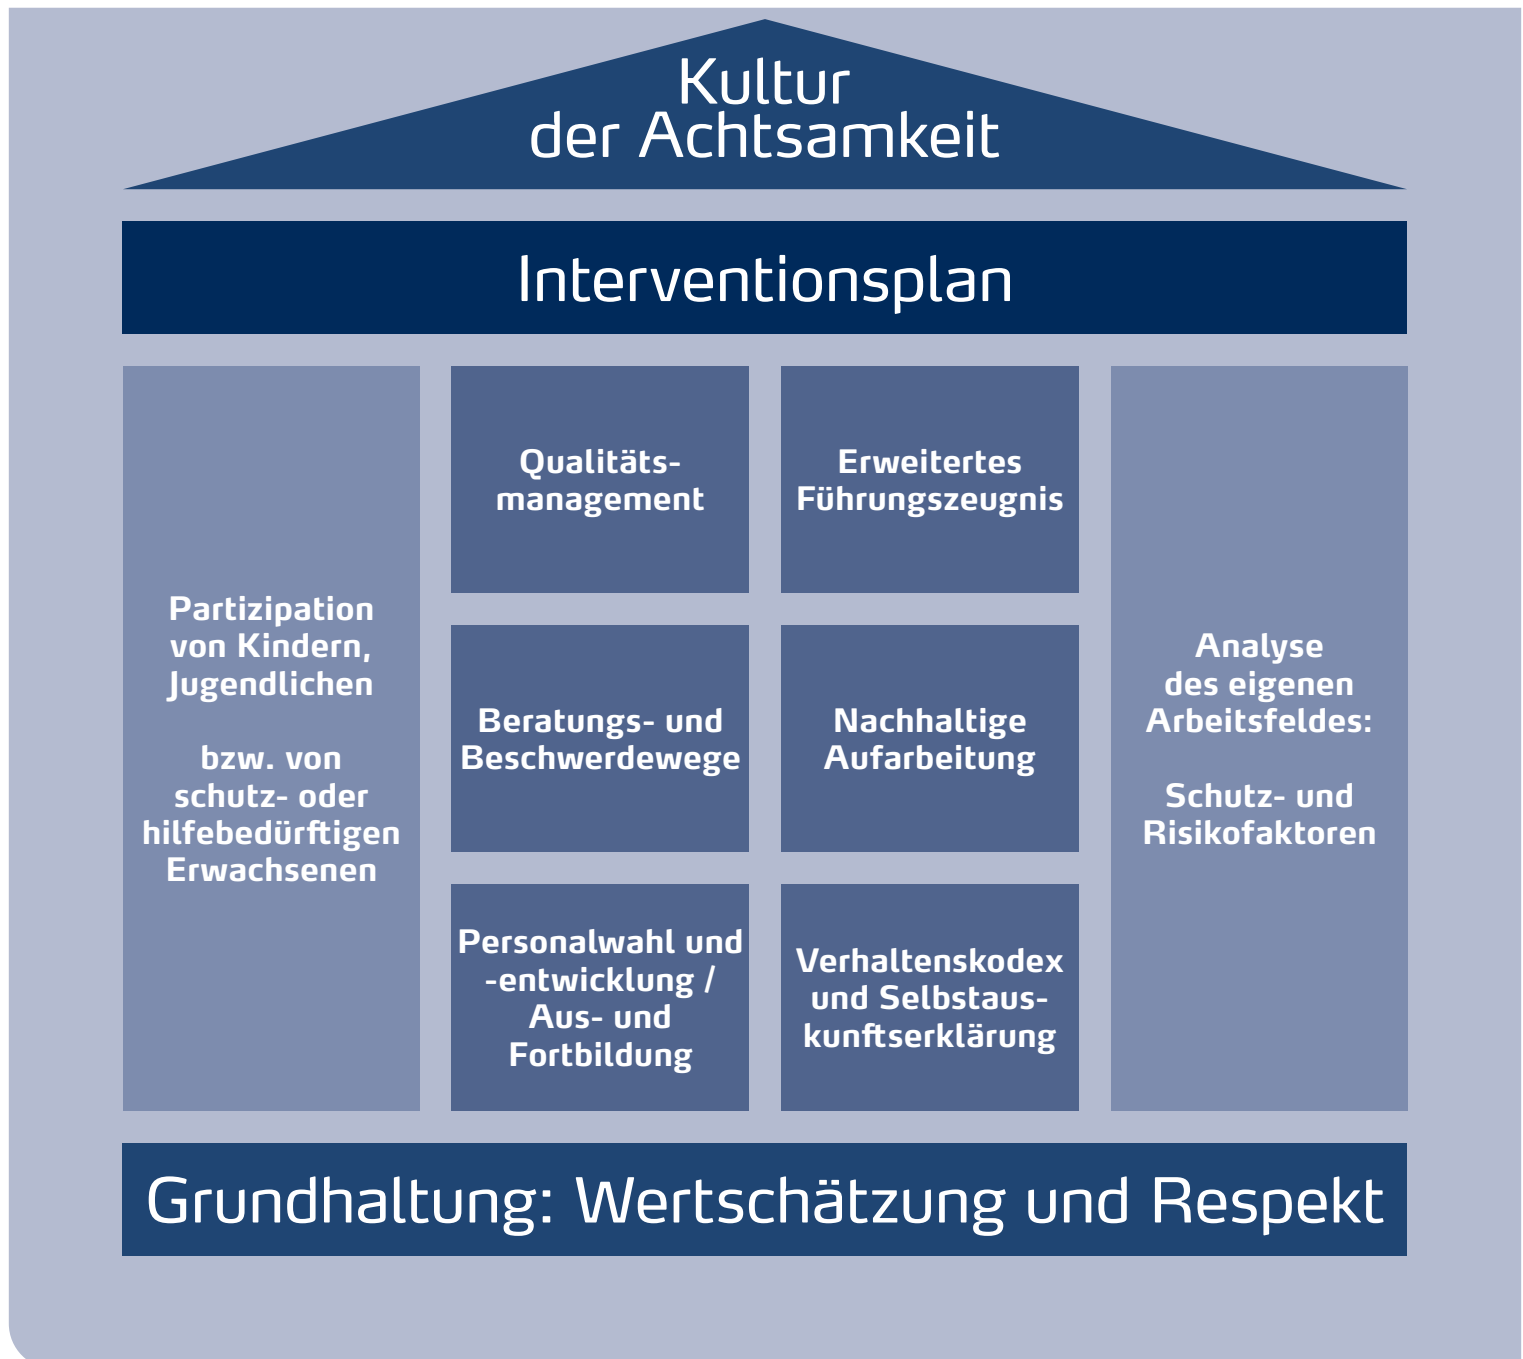 Kultur
der Achtsamkeit
Interventionsplan
Partizipation
von Kindern,
Jugendlichen
bzw. von
schutz- oder
hilfebedürftigen
Erwachsenen
Qualitäts-
management
Erweitertes
Führungszeugnis
Beratungs- und
Beschwerdewege
Nachhaltige
Aufarbeitung
Personalwahl und
-entwicklung /
Aus- und
Fortbildung
Verhaltenskodex
und Selbstaus-
kunftserklärung
Analyse
des eigenen
Arbeitsfeldes:
Schutz- und
Risikofaktoren
Grundhaltung: Wertschätzung und Respekt